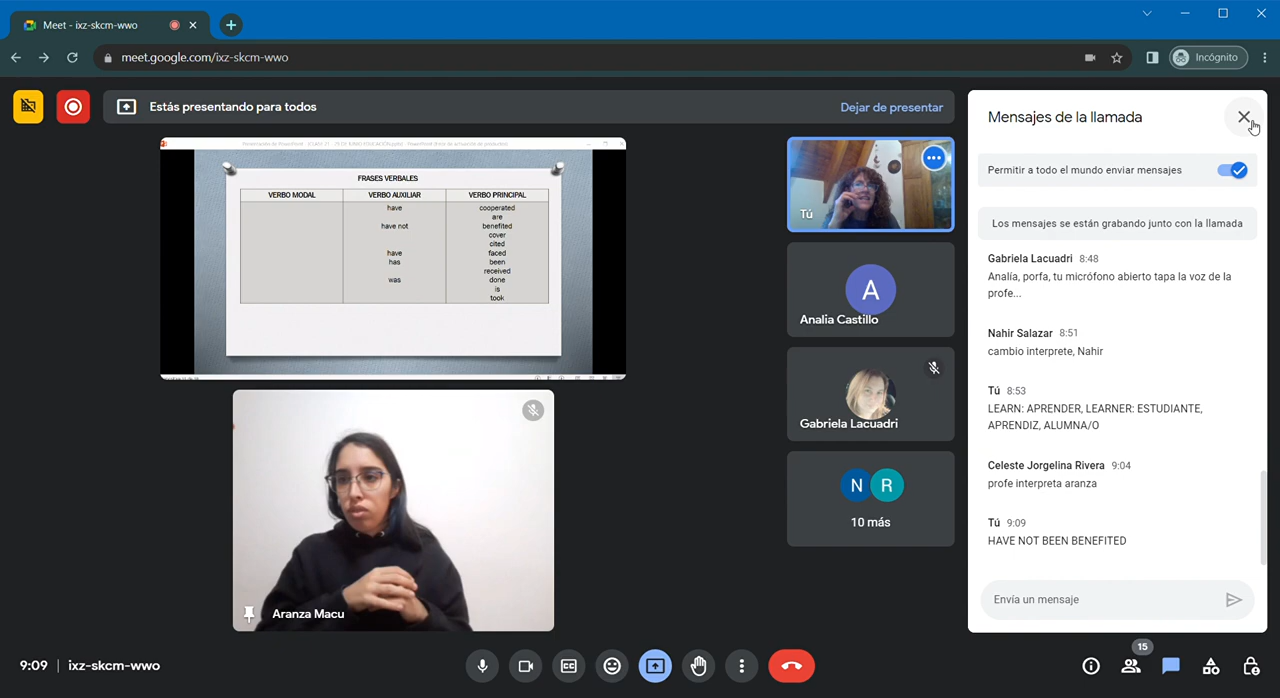 Meet - ixz-skcm-wwo
meet.google.com/ixz-skcm-wwo
Incógnito
Estás presentando para todos
Dejar de presentar
FRASES VERBALES
VERBO MODAL VERBO AUXILIAR VERBO PRINCIPAL
have cooperated
are
have not benefited
cover
cited
have faced
has been
received
was done
is
took
Aranza Macu
Tú
A
Analia Castillo
Gabriela Lacuadri
N R
10 más
Mensajes de la llamada
Permitir a todo el mundo enviar mensajes
Los mensajes se están grabando junto con la llamada
Gabriela Lacuadri 8:48
Analía, porfa, tu micrófono abierto tapa la voz de la
profe...
Nahir Salazar 8:51
cambio interprete, Nahir
Tú 8:53
LEARN: APRENDER, LEARNER: ESTUDIANTE,
APRENDIZ, ALUMNA/O
Celeste Jorgelina Rivera 9:04
profe interpreta aranza
Tú 9:09
HAVE NOT BEEN BENEFITED
Envía un mensaje
9:09 | ixz-skcm-wwo
15